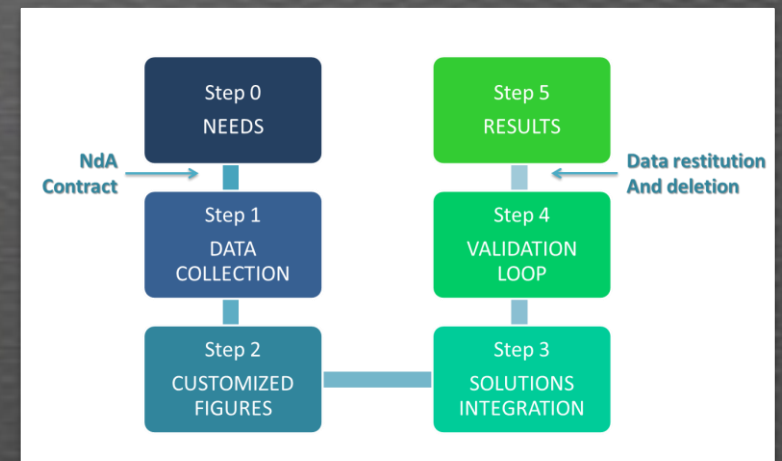 Step 0
NEEDS
NdA
Contract
Step 1
DATA
COLLECTION
Step 2
CUSTOMIZED
FIGURES
Step 3
SOLUTIONS
INTEGRATION
Step 4
VALIDATION
LOOP
Data restitution
And deletion
Step 5
RESULTS